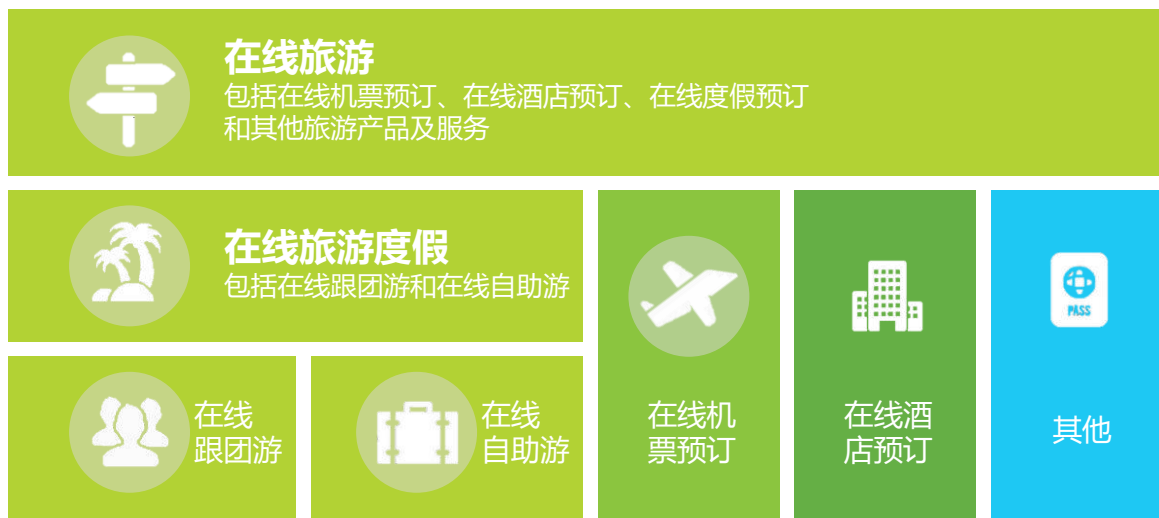 在线旅游
包括在线机票预订、在线酒店预订、在线度假预订
和其他旅游产品及服务
在线旅游度假
包括在线跟团游和在线自助游
在线
跟团游
在线
自助游
在线机
票预订
在线酒
店预订
PASS
其他